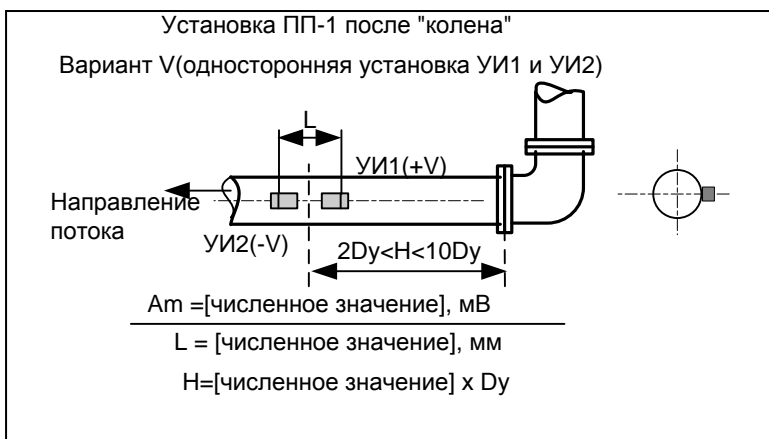 Установка ПП-1 после "колена"
Вариант V(односторонняя установка УИ1 и УИ2)
L
УИ1(+V)
Направление
потока
УИ2(-V)
2Dy<H<10Dy
Am =[численное значение], мВ
L = [численное значение], мм
H=[численное значение] x Dy